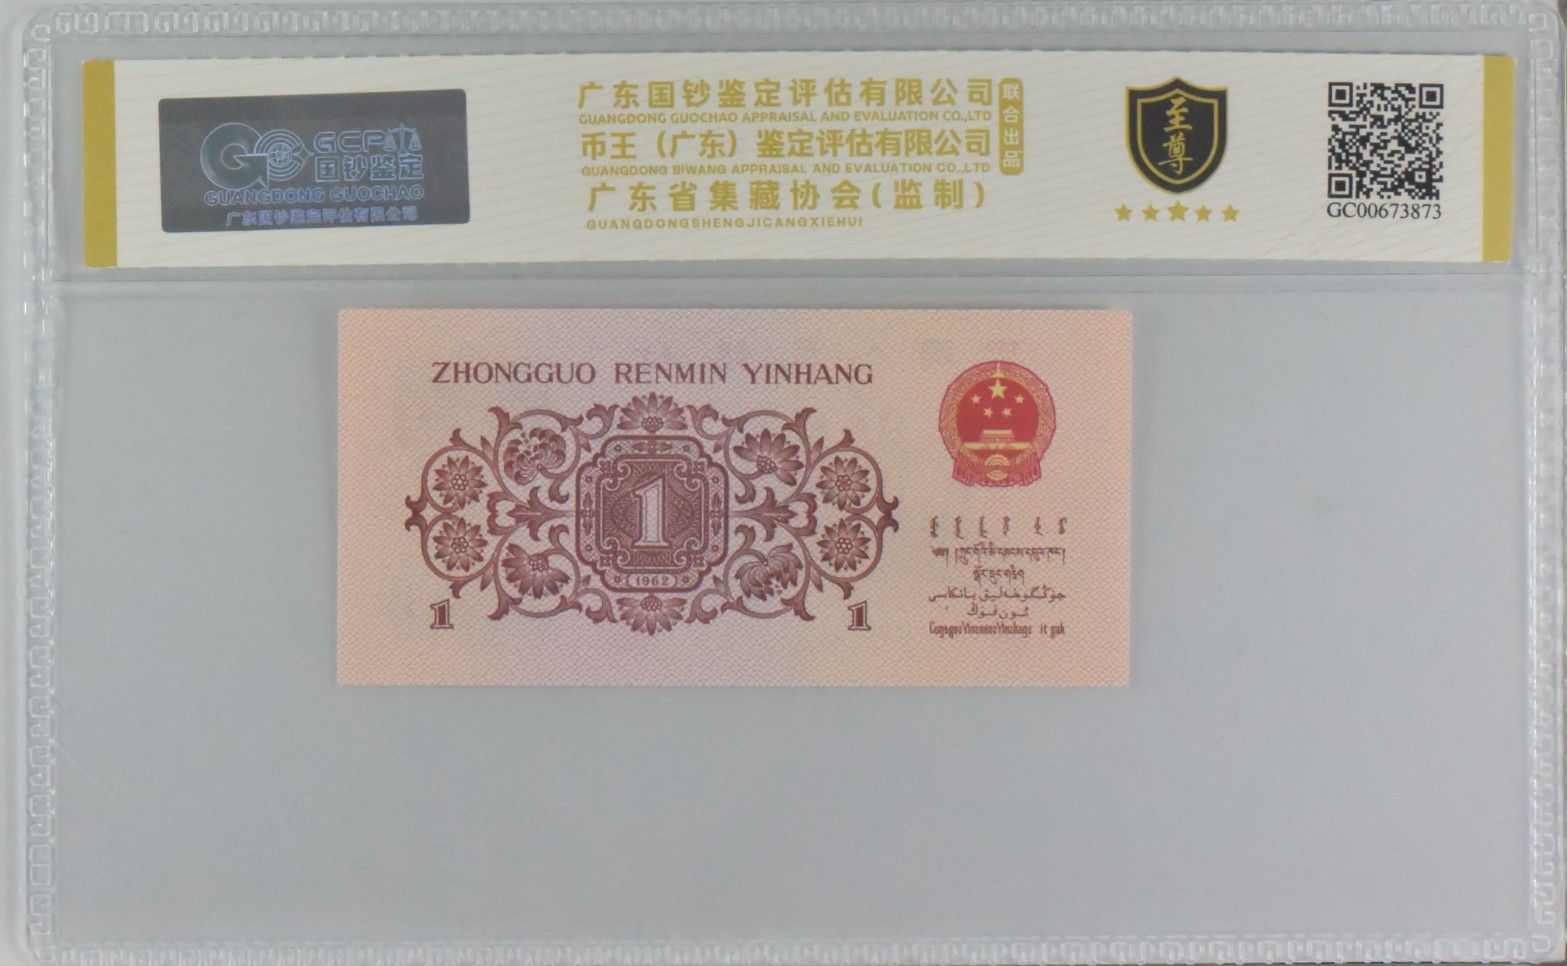 GCP
国钞鉴定
GUANGDONG GUOCHAO
广东国钞鉴定评估有限公司
广东国钞鉴定评估有限公司
GUANGDONG GUOCHAO APPRAISAL AND EVALUATION CO.,LTD
币王（广东）鉴定评估有限公司
GUANGDONG BIWANG APPRAISAL AND EVALUATION CO.,LTD
联合出品
广东省集藏协会(监制)
GUANGDONGSHENGJICANGXIEHUI
至尊
GC00673873
ZHONGGUO RENMIN YINHANG
1
1962
1
1
جۇڭگوخەلىق بانكىسى